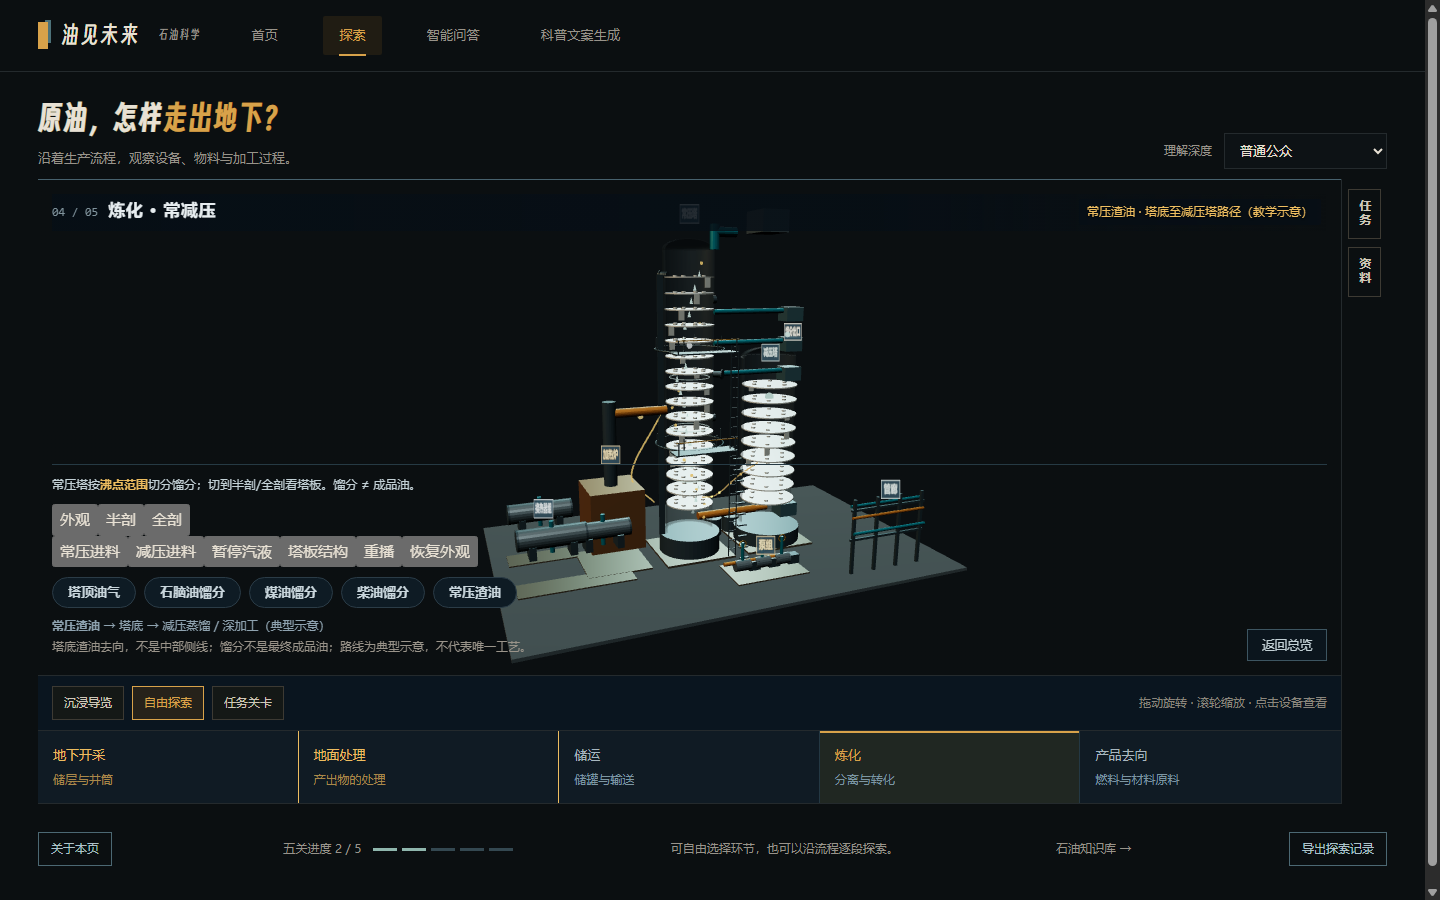 油见未来 石油科学 首页 探索 智能问答 科普文案生成
原油，怎样走出地下？
沿着生产流程，观察设备、物料与加工过程。
理解深度 普通公众
04 / 05 炼化 · 常减压
常压渣油 · 塔底至减压塔路径（教学示意）
任务
资料
减压塔
加热炉
常压塔按沸点范围切分馏分；切到半剖/全剖看塔板。馏分 ≠ 成品油。
外观 半剖 全剖
常压进料 减压进料 暂停汽液 塔板结构 重播 恢复外观
塔顶油气 石脑油馏分 煤油馏分 柴油馏分 常压渣油
常压渣油 → 塔底 → 减压蒸馏 / 深加工（典型示意）
塔底渣油去向，不是中部侧线；馏分不是最终成品油；路线为典型示意，不代表唯一工艺。
返回总览
沉浸导览 自由探索 任务关卡
拖动旋转 · 滚轮缩放 · 点击设备查看
地下开采 地面处理 储运 炼化 产品去向
储层与井筒 产出物的处理 储罐与输送 分离与转化 燃料与材料原料
关于本页 五关进度 2 / 5 可自由选择环节，也可以沿流程逐段探索。 石油知识库 → 导出探索记录